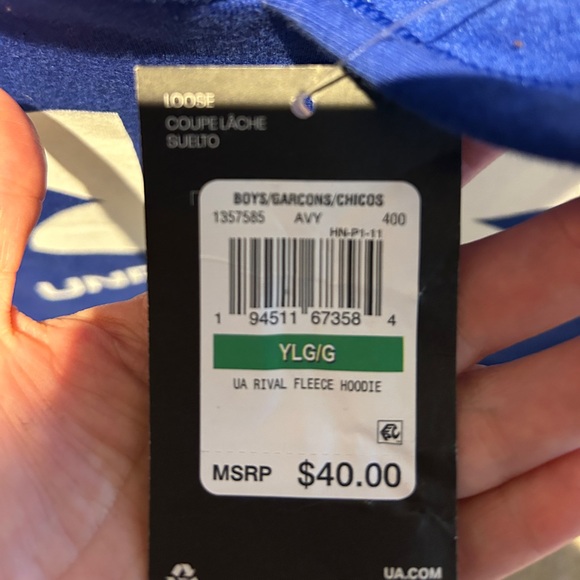 LOOSE
COUPE LÂCHE
SUELTO
BOYS/GARCONS/CHICOS
1357585 AVY 400
HN-P1-11
1 94511 67358 4
YLG/G
UA RIVAL FLEECE HOODIE
MSRP $40.00
UA.COM